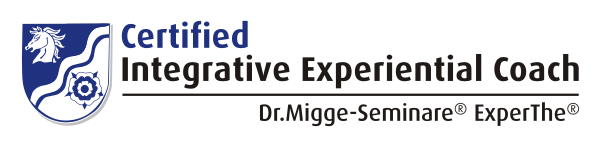 Certified
Integrative Experiential Coach
Dr.Migge-Seminare® ExperThe®